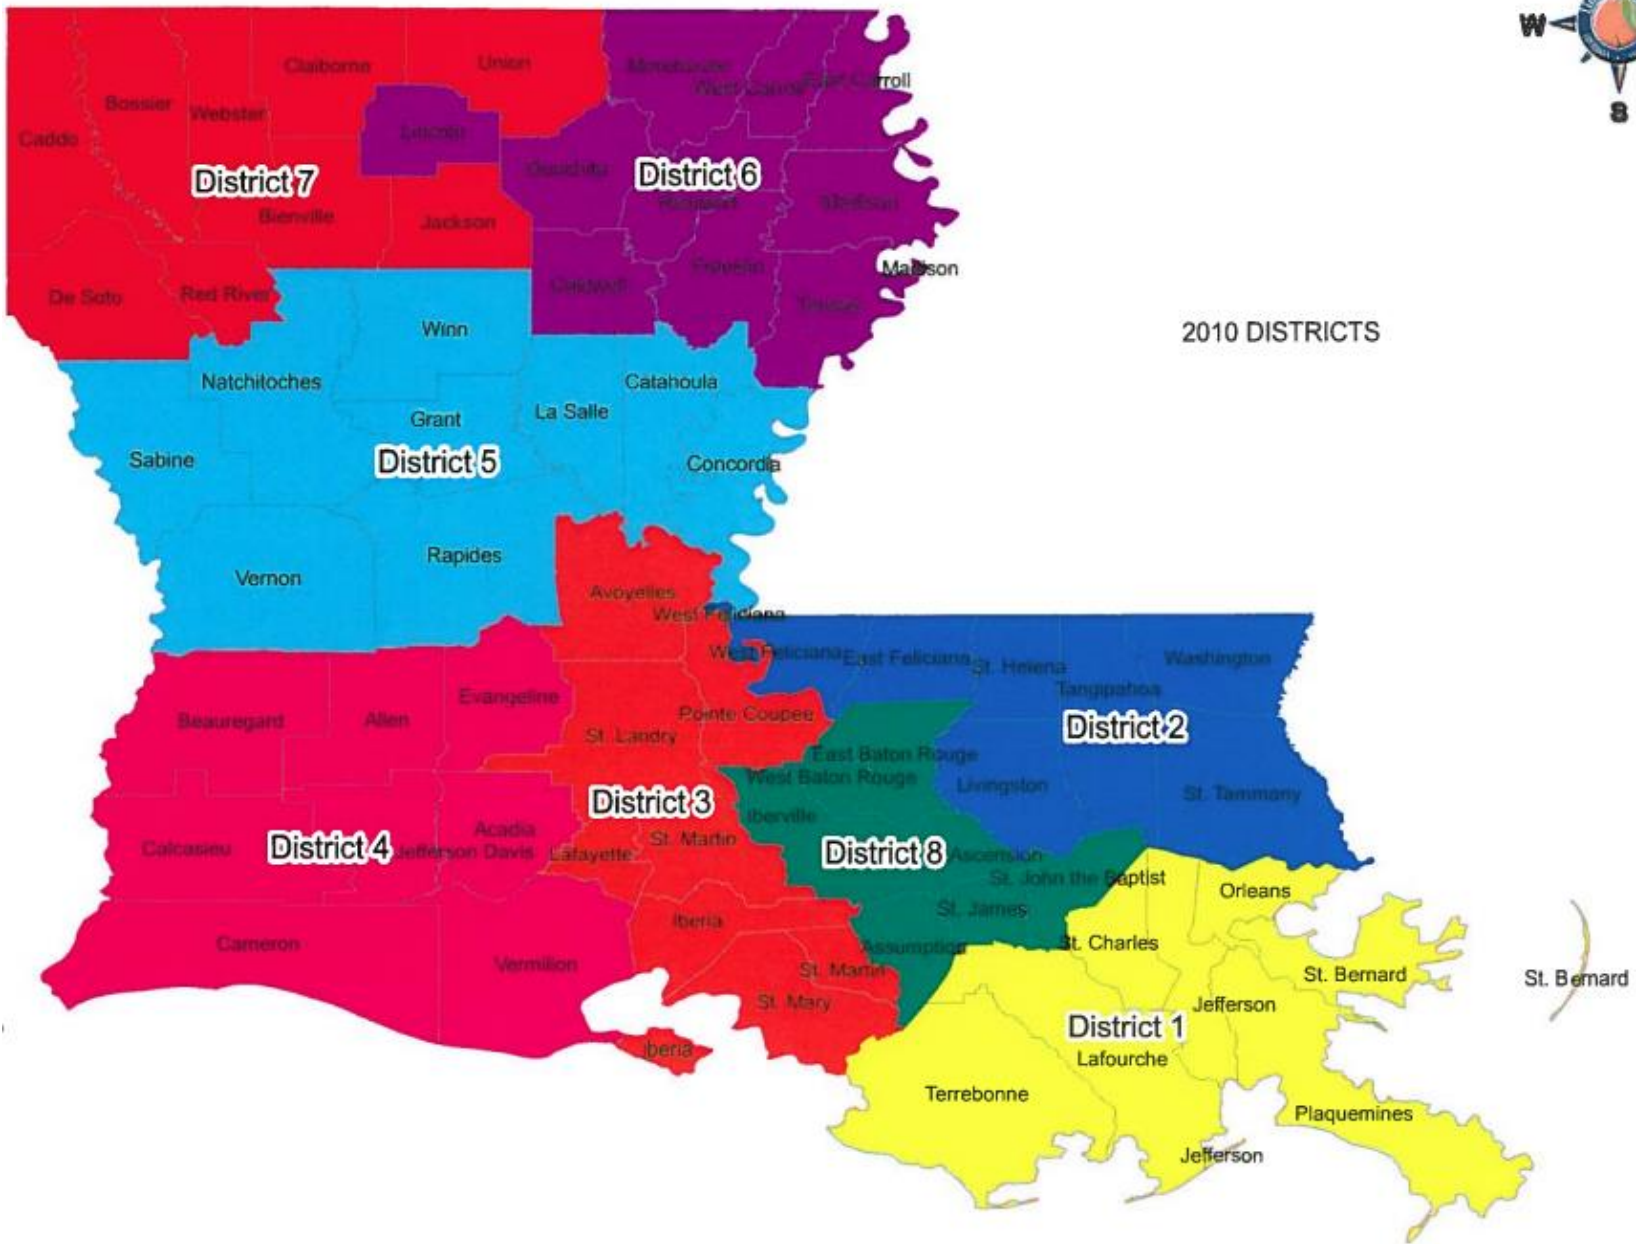 W
S
Claiborne
Union
Morehouse
West Carroll
East Carroll
Bossier
Webster
Caddo
Lincoln
Ouachita
District 7
District 6
Richland
Madison
Bienville
Jackson
Franklin
Madison
Caldwell
Tensas
De Soto
Red River
2010 DISTRICTS
Winn
Natchitoches
Catahoula
La Salle
Grant
Sabine
District 5
Concordia
Rapides
Vernon
Avoyelles
West Feliciana
West Feliciana
East Feliciana
St. Helena
Washington
Tangipahoa
Evangeline
Beauregard
Allen
Pointe Coupee
District 2
St. Landry
East Baton Rouge
West Baton Rouge
Livingston
St. Tammany
District 3
Iberville
Acadia
St. Martin
Calcasieu
District 4
Jefferson Davis
Lafayette
District 8
Ascension
St. John the Baptist
Orleans
St. James
Iberia
Cameron
Assumption
St. Charles
Vermilion
St. Martin
St. Bernard
St. Bernard
St. Mary
Jefferson
District 1
Iberia
Lafourche
Terrebonne
Plaquemines
Jefferson